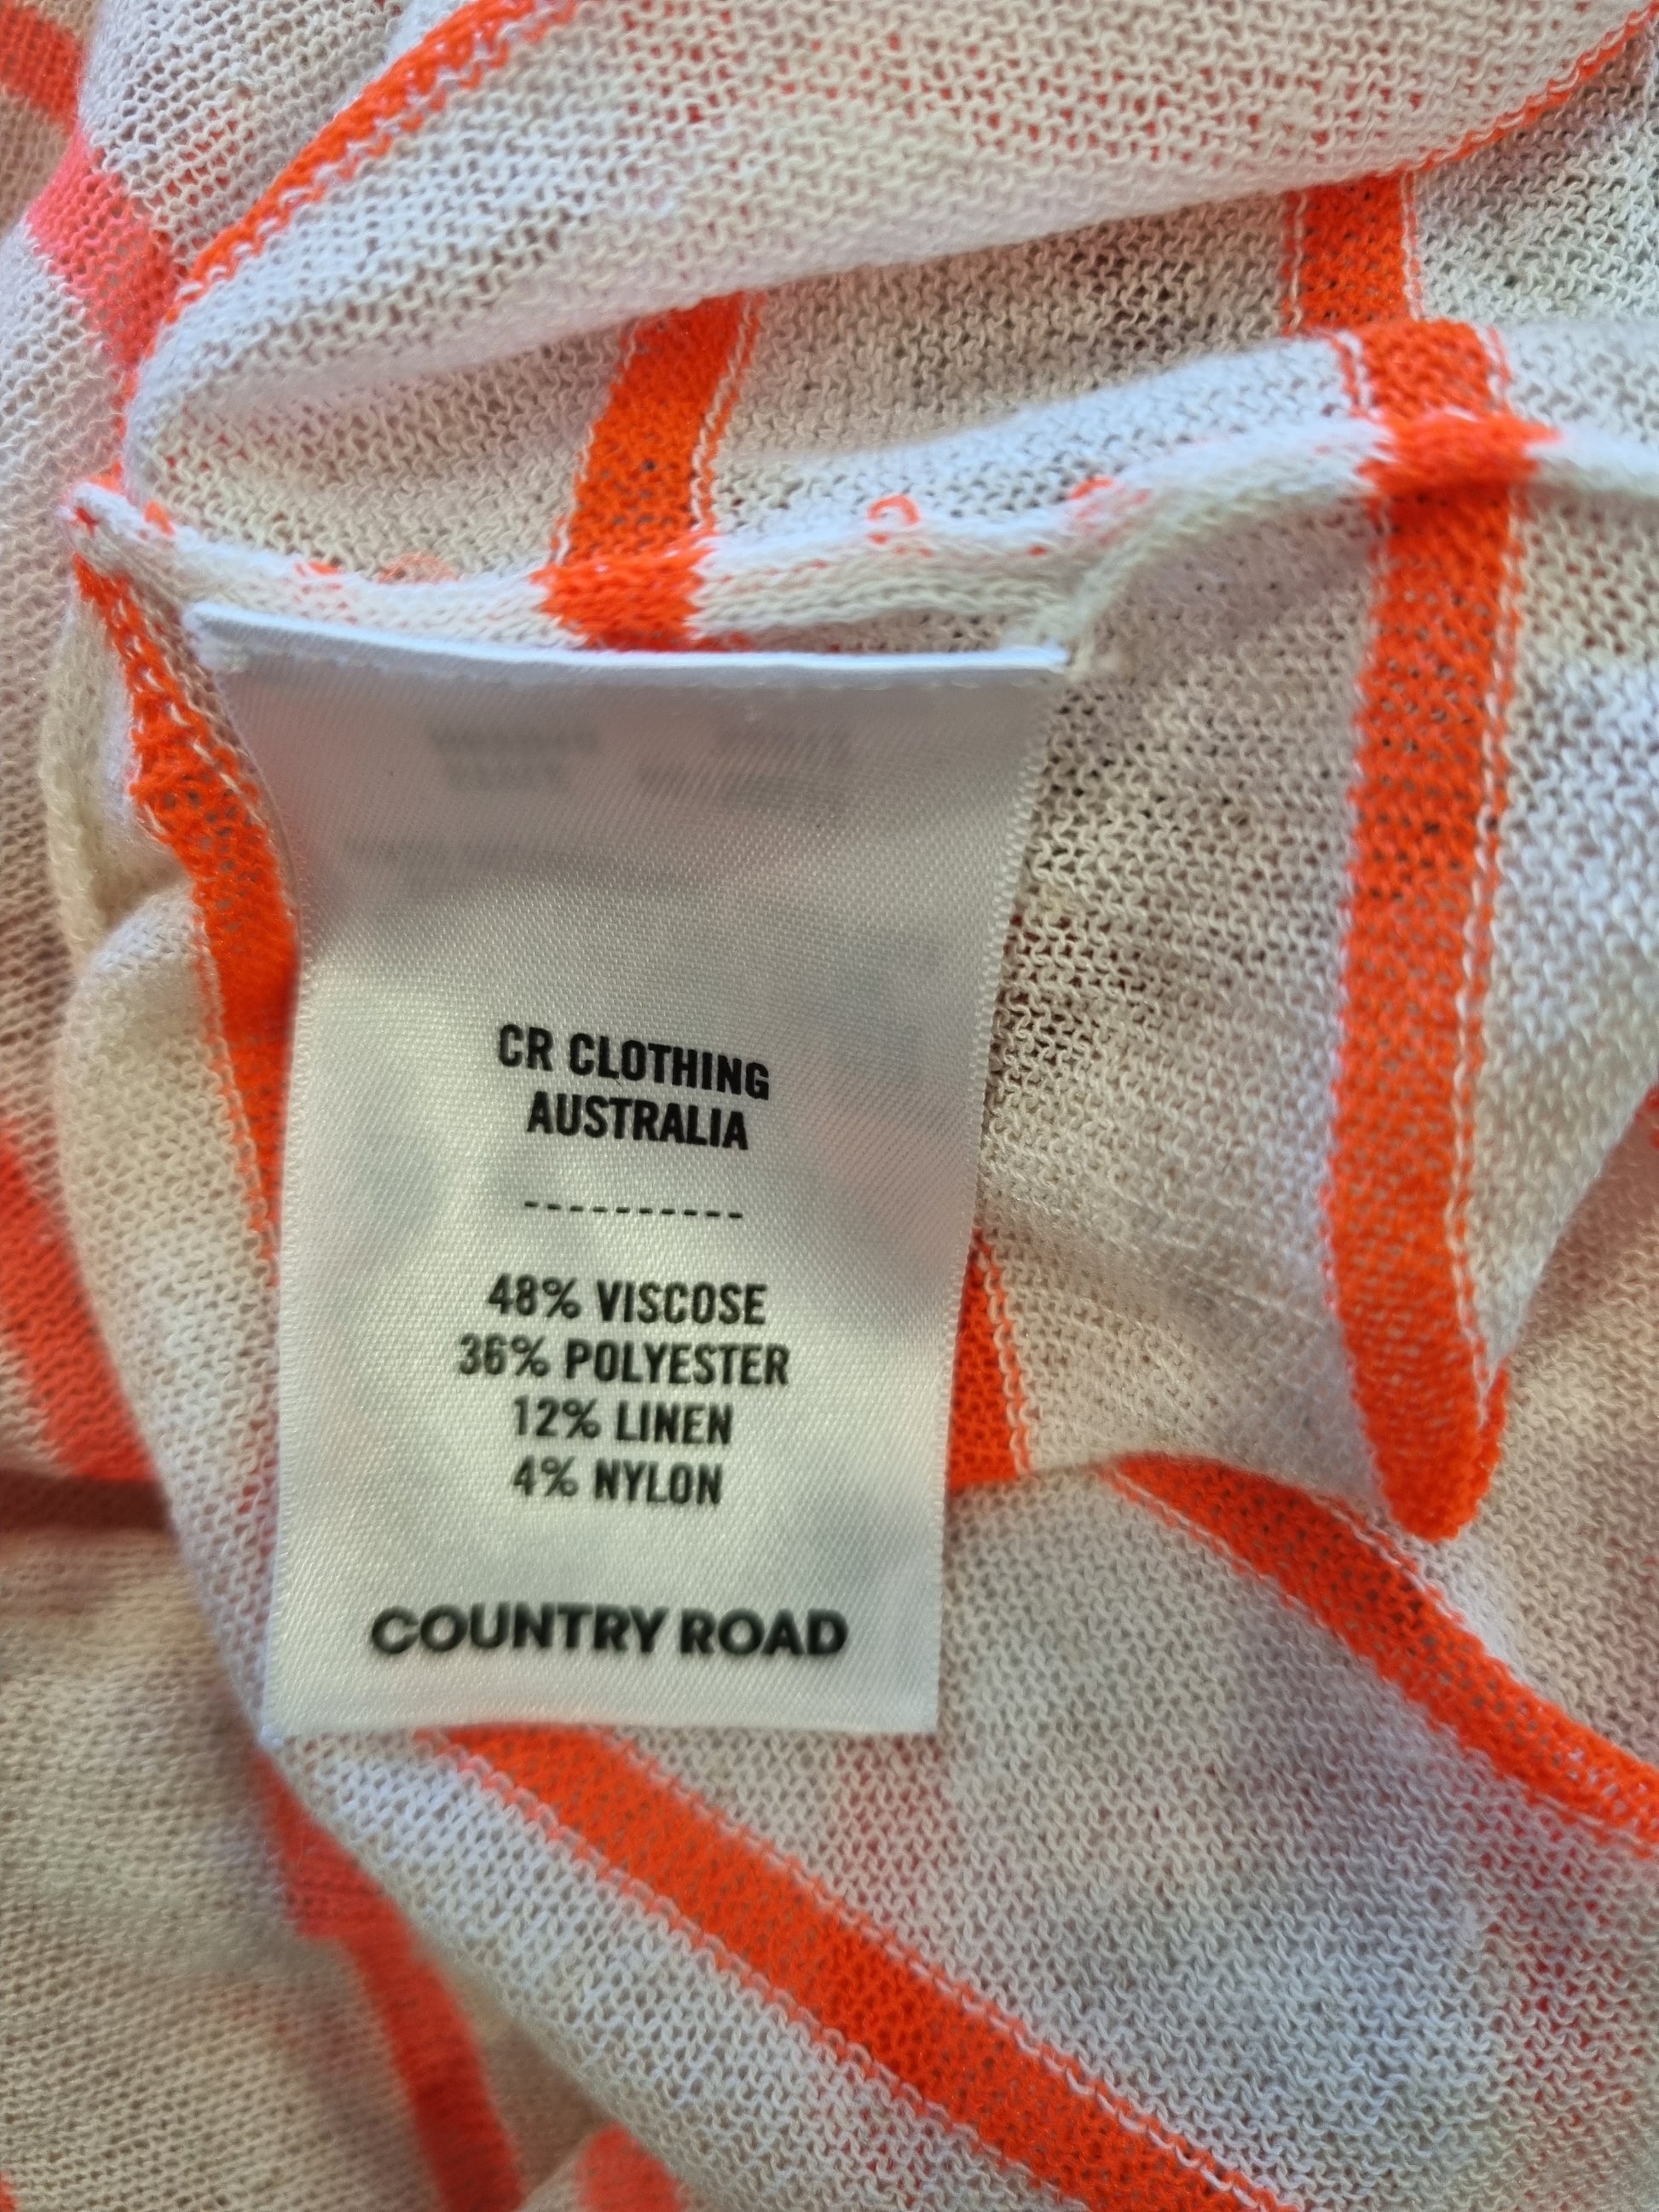 CR CLOTHING
AUSTRALIA
----------
48% VISCOSE
36% POLYESTER
12% LINEN
4% NYLON
COUNTRY ROAD